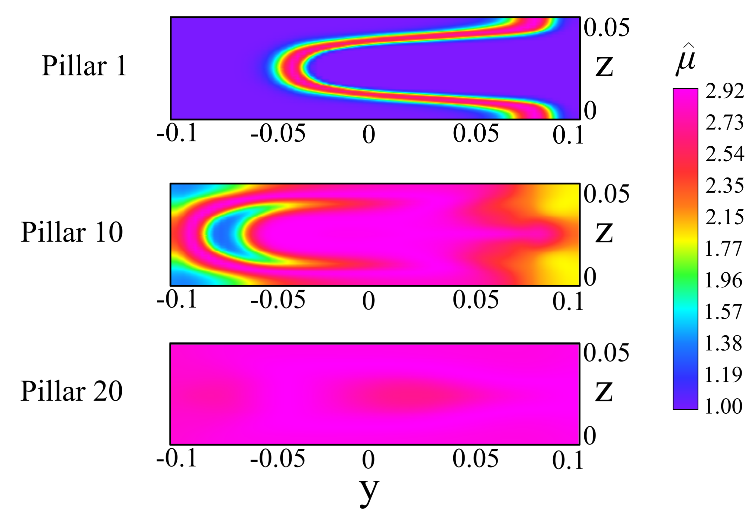 Pillar 1
0.05
z
0
-0.1 -0.05 0 0.05 0.1
Pillar 10
0.05
z
0
-0.1 -0.05 0 0.05 0.1
Pillar 20
0.05
z
0
-0.1 -0.05 0 0.05 0.1
y
μ̂
2.92
2.73
2.54
2.35
2.15
1.77
1.96
1.57
1.38
1.19
1.00